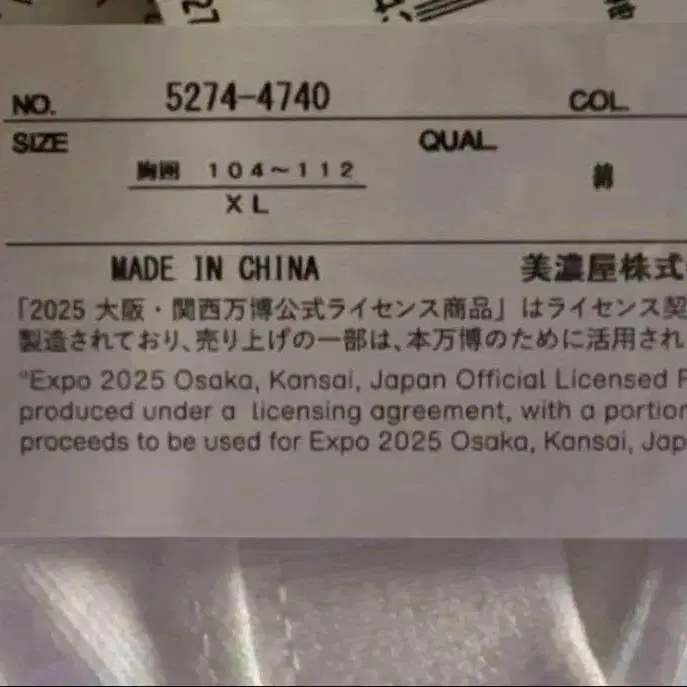 27
NO. 5274-4740 COL.
SIZE QUAL.
胸囲 104~112 綿
XL
MADE IN CHINA 美濃屋株式
「2025 大阪・関西万博公式ライセンス商品」はライセンス契
製造されており、売り上げの一部は、本万博のために活用され
"Expo 2025 Osaka, Kansai, Japan Official Licensed P
produced under a licensing agreement, with a portion
proceeds to be used for Expo 2025 Osaka, Kansai, Jap